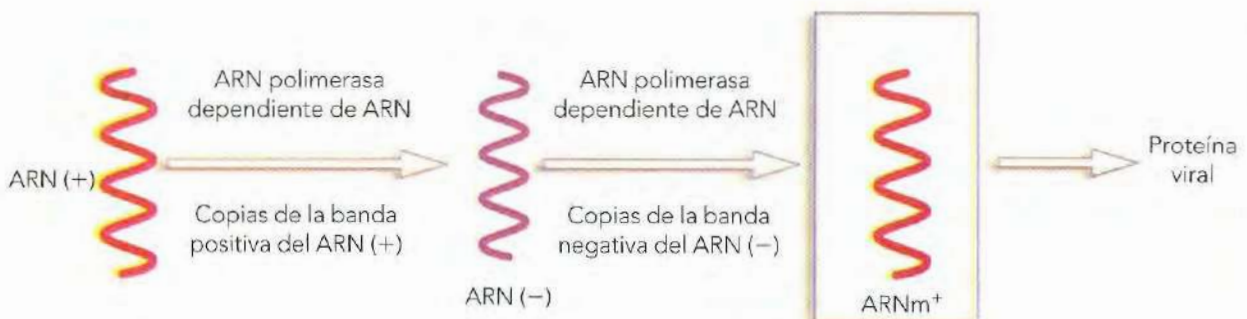 ARN (+)
ARN polimerasa
dependiente de ARN
Copias de la banda
positiva del ARN (+)
ARN (−)
ARN polimerasa
dependiente de ARN
Copias de la banda
negativa del ARN (−)
ARNm⁺
Proteína
viral